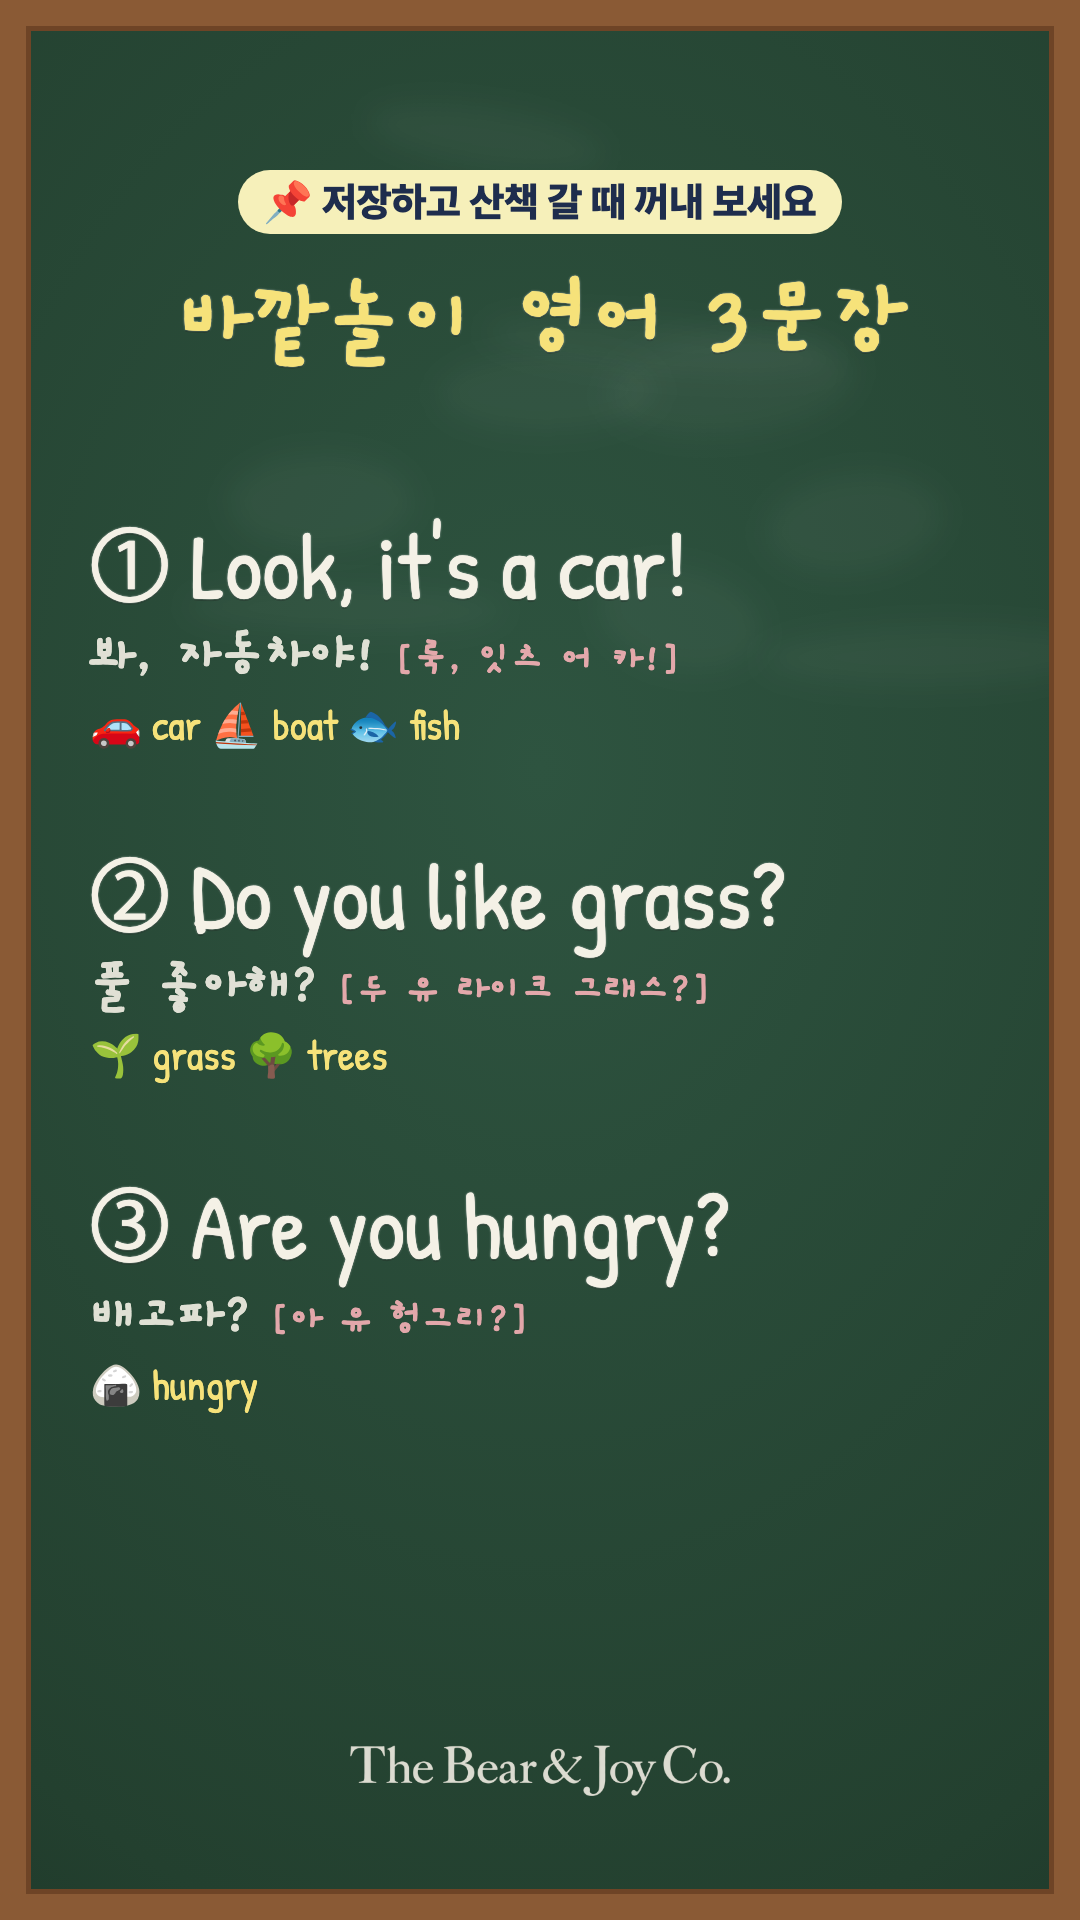 📌 저장하고 산책 갈 때 꺼내 보세요
바깥놀이 영어 3문장
① Look, it's a car!
봐, 자동차야! [룩, 잇츠 어 카!]
🚗 car ⛵ boat 🐟 fish
② Do you like grass?
풀 좋아해? [두 유 라이크 그래스?]
🌱 grass 🌳 trees
③ Are you hungry?
배고파? [아 유 헝그리?]
🍙 hungry
The Bear & Joy Co.